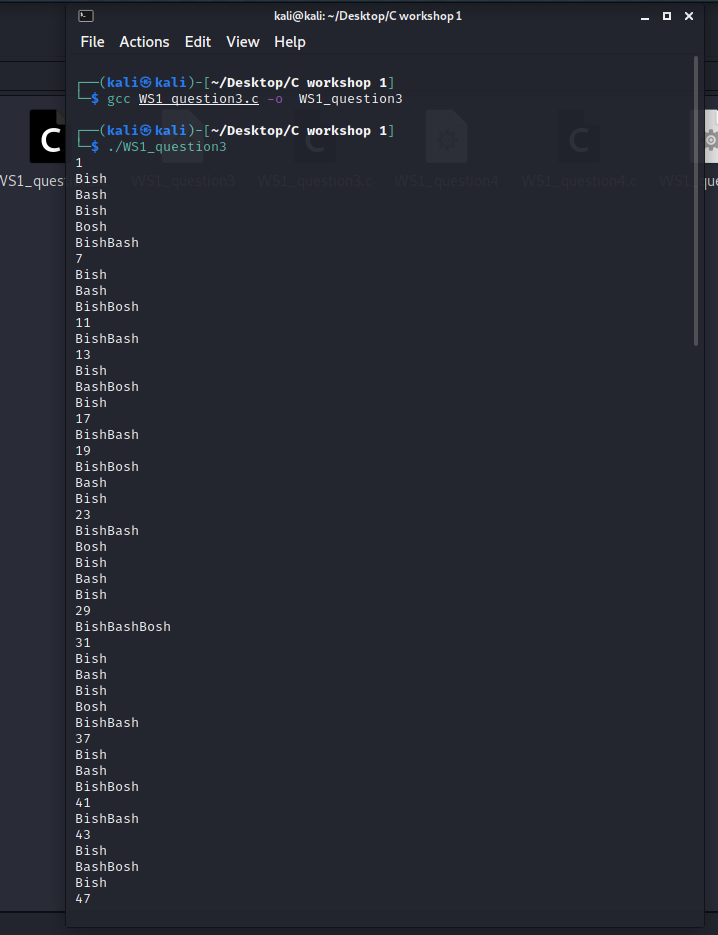 kali@kali: ~/Desktop/C workshop 1
File Actions Edit View Help
┌──(kali㉿kali)-[~/Desktop/C workshop 1]
└─$ gcc WS1_question3.c -o  WS1_question3
┌──(kali㉿kali)-[~/Desktop/C workshop 1]
└─$ ./WS1_question3
WS1_question3 WS1_question3.c WS1_question4 WS1_question4.c
1
Bish
Bash
Bish
Bosh
BishBash
7
Bish
Bash
BishBosh
11
BishBash
13
Bish
BashBosh
Bish
17
BishBash
19
BishBosh
Bash
Bish
23
BishBash
Bosh
Bish
Bash
Bish
29
BishBashBosh
31
Bish
Bash
Bish
Bosh
BishBash
37
Bish
Bash
BishBosh
41
BishBash
43
Bish
BashBosh
Bish
47